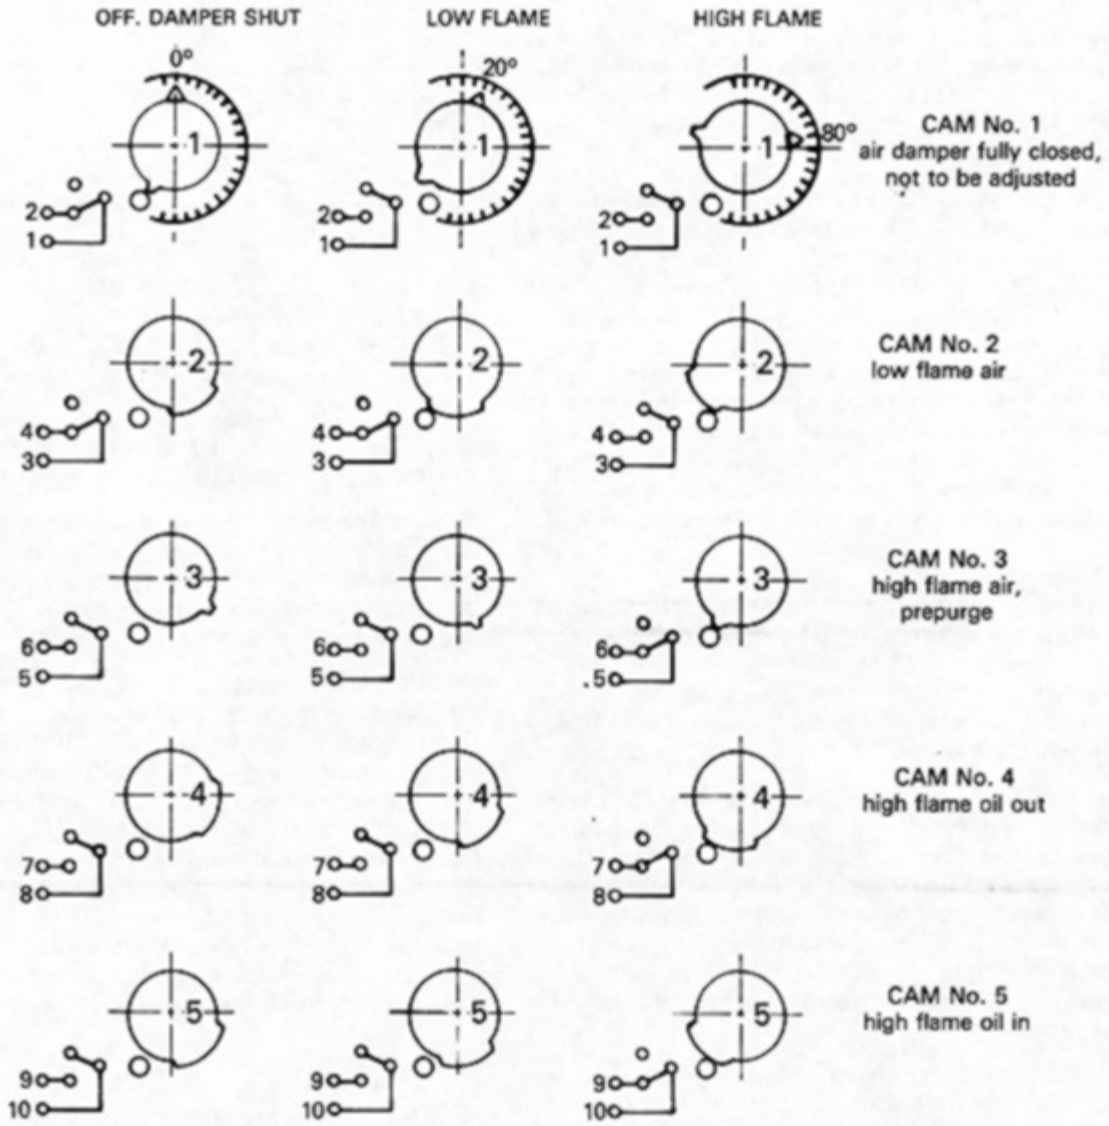 OFF. DAMPER SHUT LOW FLAME HIGH FLAME
0° 20° 80°
1 1 1
CAM No. 1
air damper fully closed,
not to be adjusted
2 2 2
1 1 1
2 2 2
CAM No. 2
low flame air
4 4 4
3 3 3
3 3 3
CAM No. 3
high flame air,
prepurge
6 6 6
5 5 .5
4 4 4
CAM No. 4
high flame oil out
7 7 7
8 8 8
5 5 5
CAM No. 5
high flame oil in
9 9 9
10 10 10